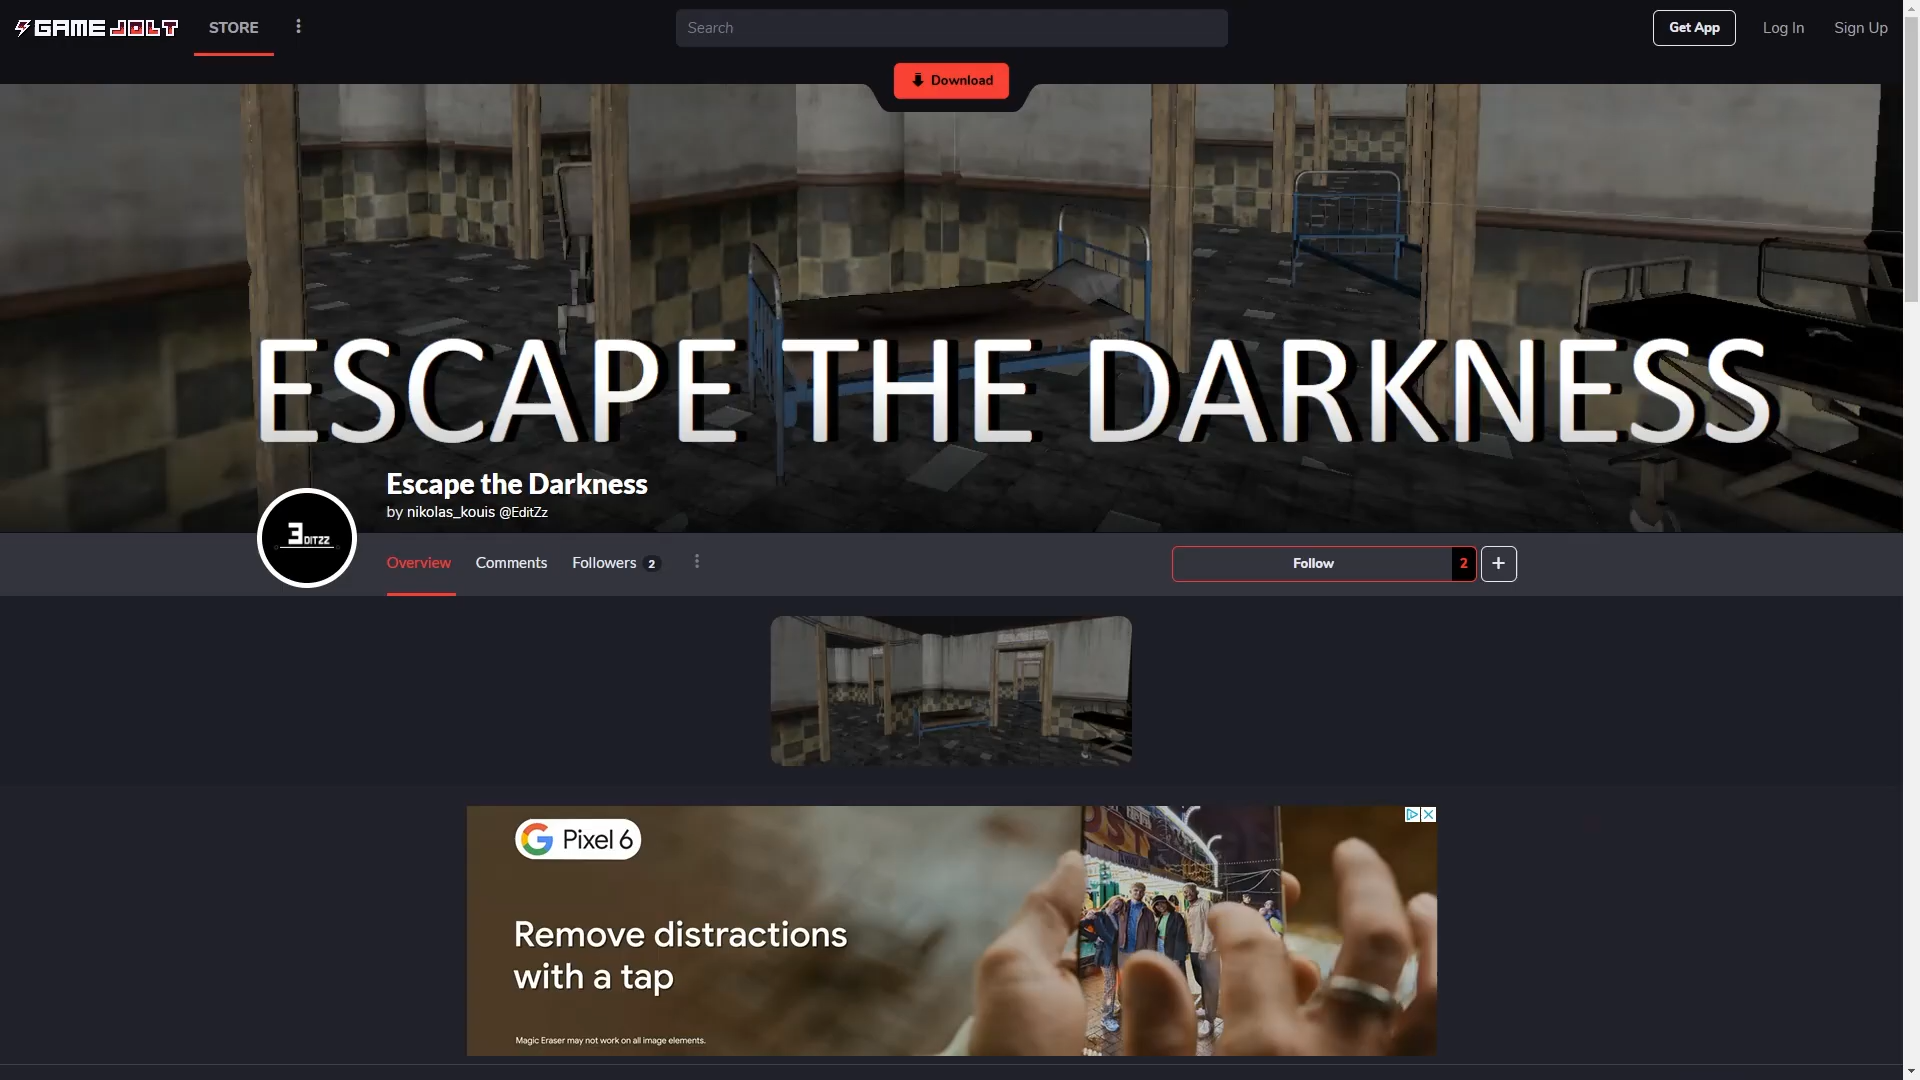 GAME JOLT
STORE
Search
Get App
Log In
Sign Up
Download
ESCAPE THE DARKNESS
Escape the Darkness
by nikolas_kouis @EditZz
3DITZZ
Overview
Comments
Followers 2
Follow 2
+
G Pixel 6
Remove distractions
with a tap
Magic Eraser may not work on all image elements.